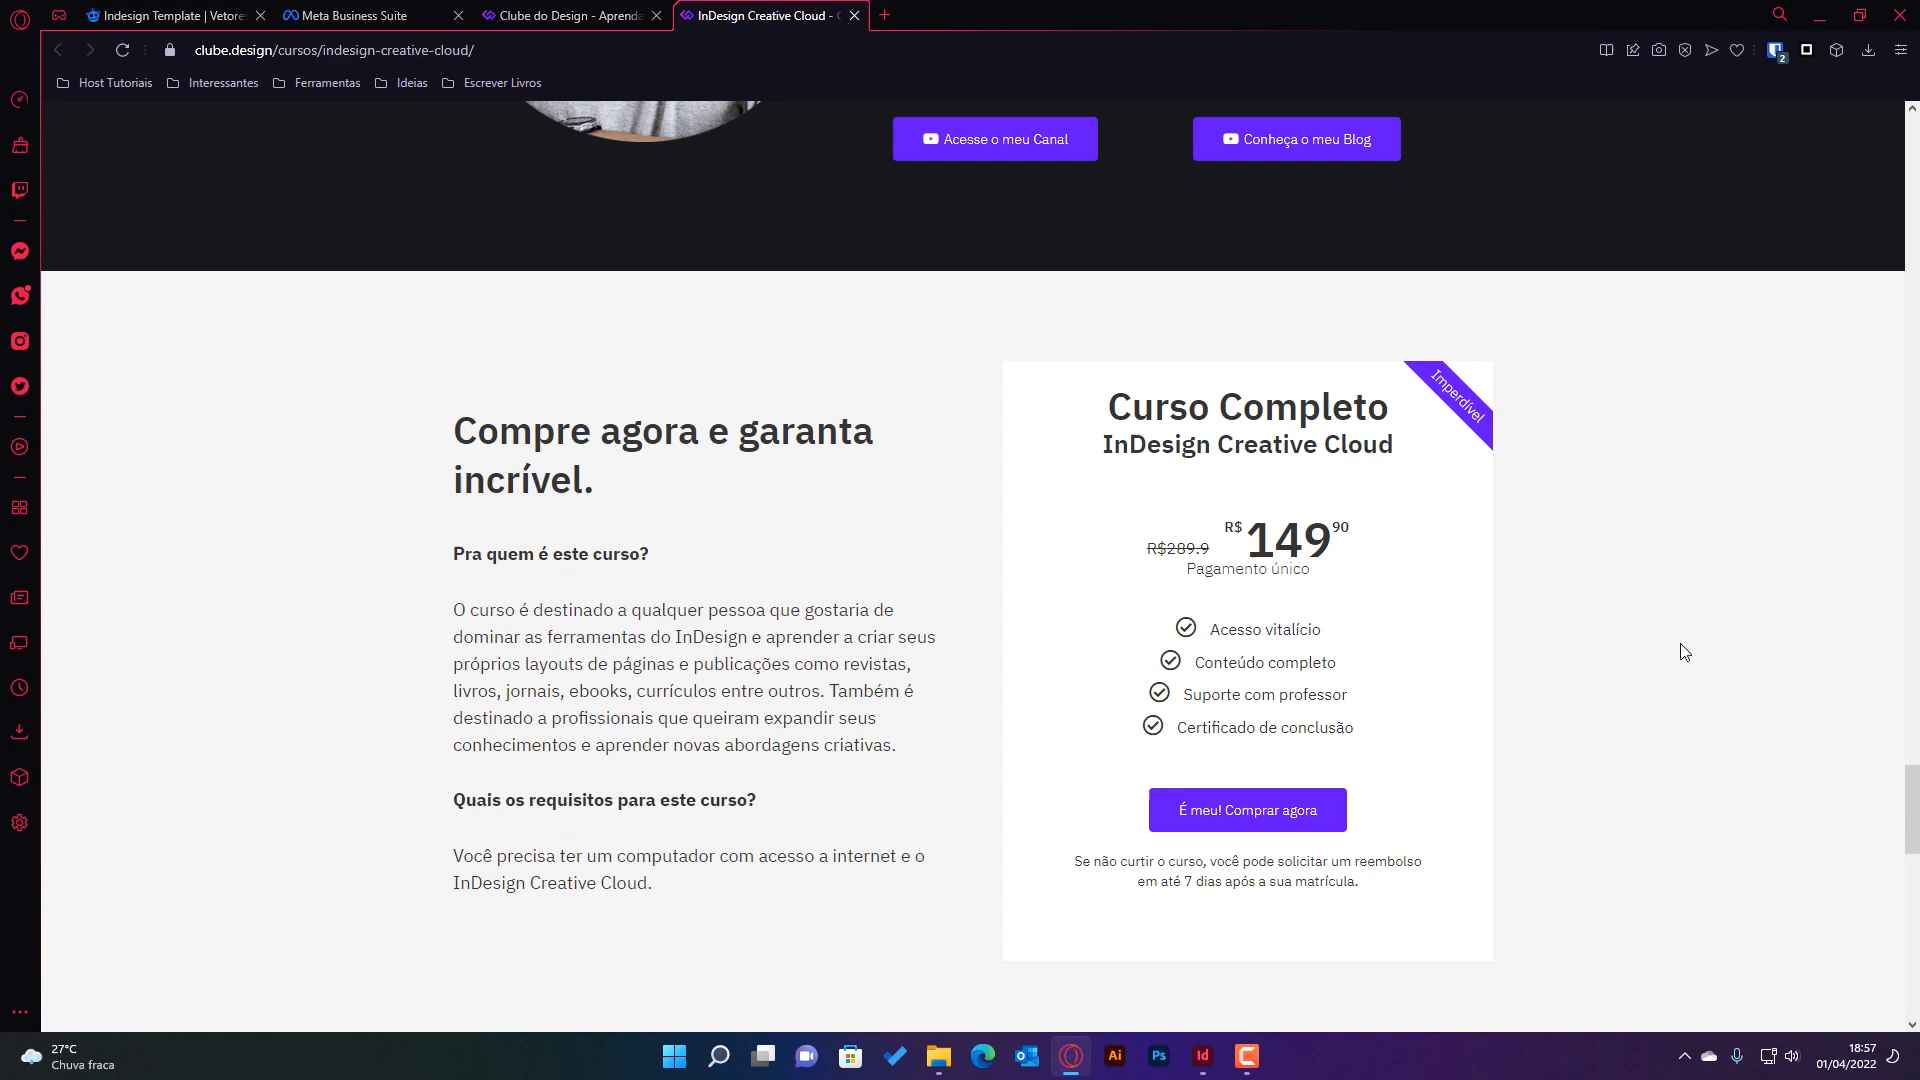 Indesign Template | Vetore
Meta Business Suite
Clube do Design - Aprenda
InDesign Creative Cloud -
clube.design/cursos/indesign-creative-cloud/
2
Host Tutoriais
Interessantes
Ferramentas
Ideias
Escrever Livros
Acesse o meu Canal
Conheça o meu Blog
Compre agora e garanta
incrível.
Pra quem é este curso?
O curso é destinado a qualquer pessoa que gostaria de
dominar as ferramentas do InDesign e aprender a criar seus
próprios layouts de páginas e publicações como revistas,
livros, jornais, ebooks, currículos entre outros. Também é
destinado a profissionais que queiram expandir seus
conhecimentos e aprender novas abordagens criativas.
Quais os requisitos para este curso?
Você precisa ter um computador com acesso a internet e o
InDesign Creative Cloud.
Imperdível
Curso Completo
InDesign Creative Cloud
R$289.9 R$ 149 90
Pagamento único
Acesso vitalício
Conteúdo completo
Suporte com professor
Certificado de conclusão
É meu! Comprar agora
Se não curtir o curso, você pode solicitar um reembolso
em até 7 dias após a sua matrícula.
27°C
Chuva fraca
Ai
Ps
Id
18:57
01/04/2022